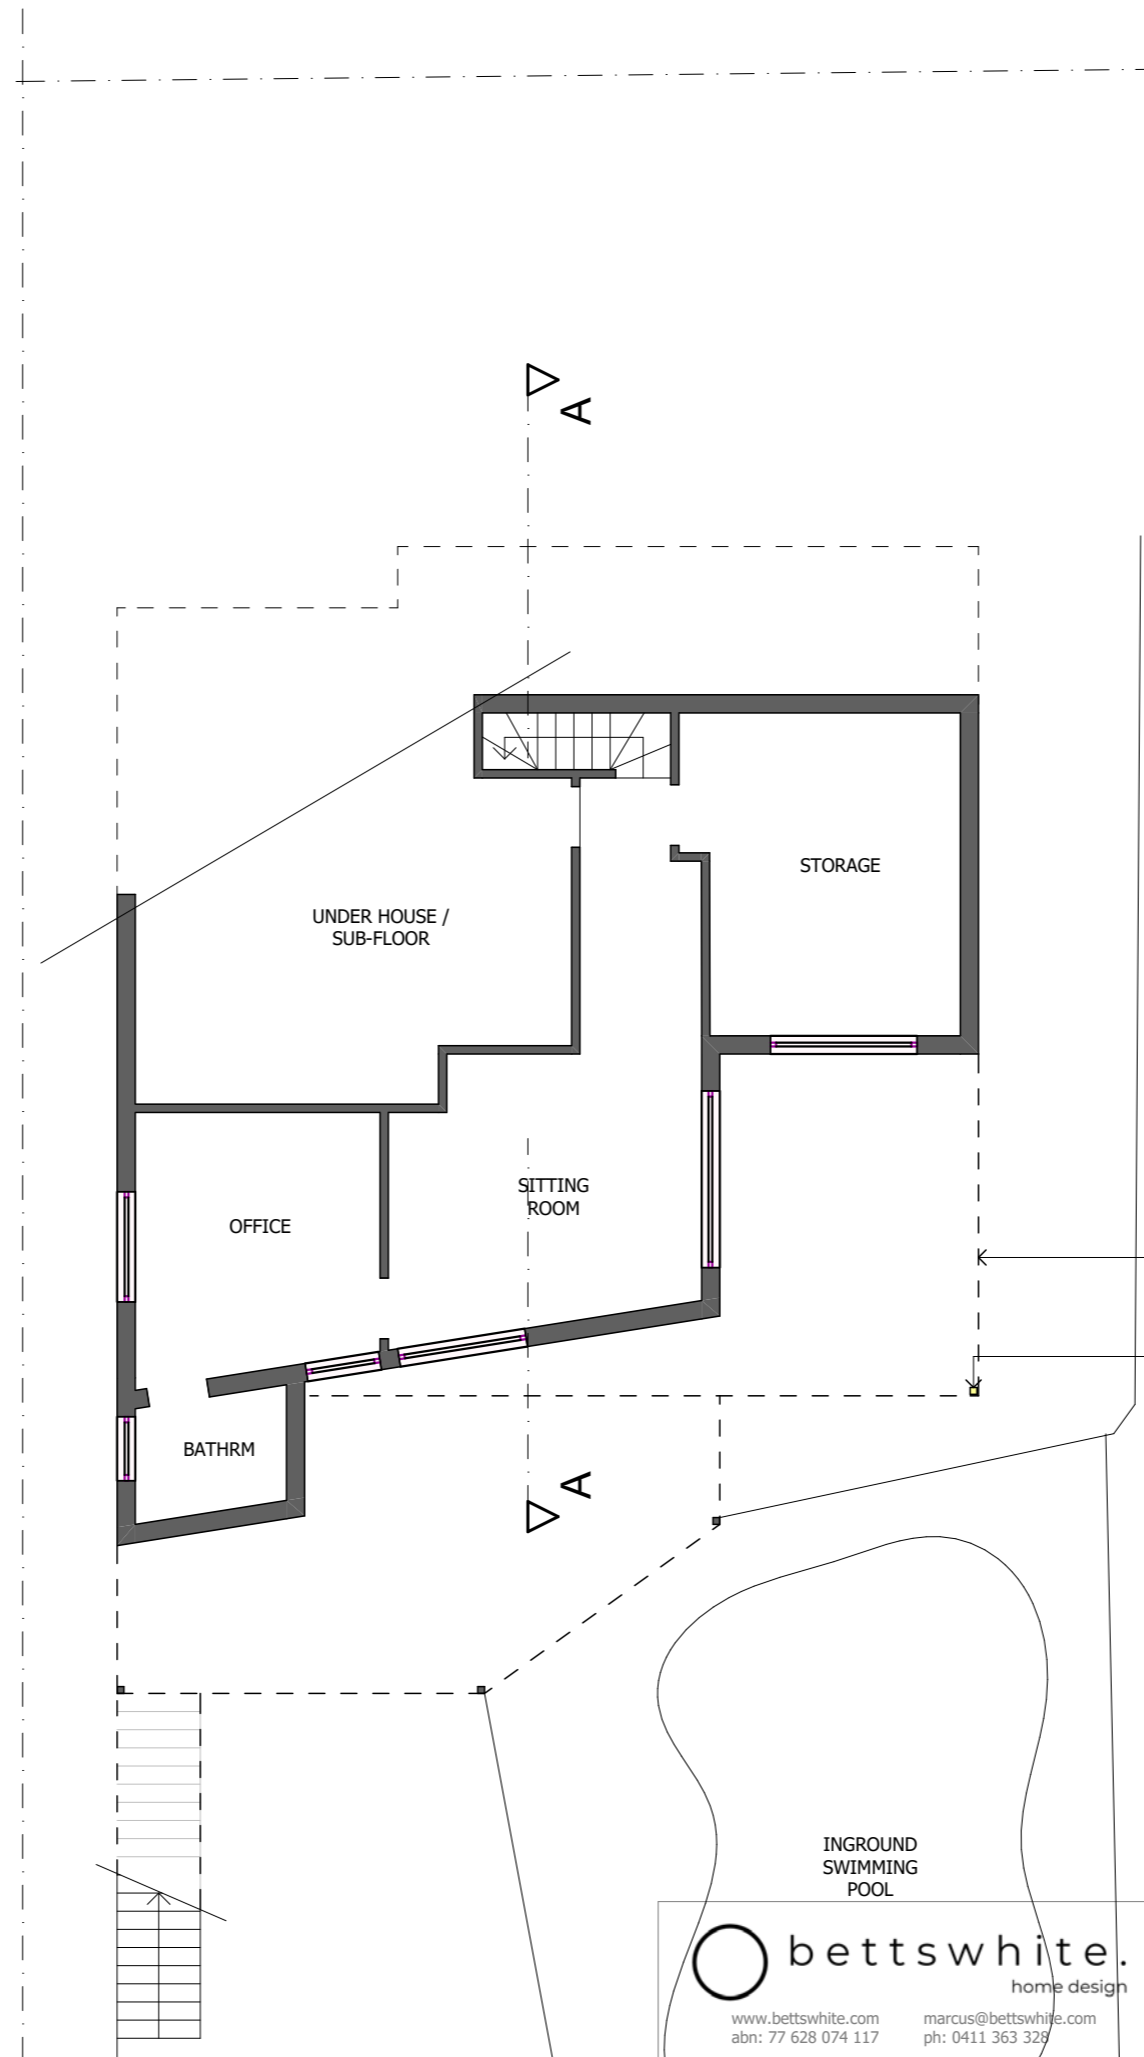 A
STORAGE
UNDER HOUSE /
SUB-FLOOR
SITTING
ROOM
OFFICE
BATHRM
A
INGROUND
SWIMMING
POOL
bettswhite.
home design
www.bettswhite.com
marcus@bettswhite.com
abn: 77 628 074 117
ph: 0411 363 328